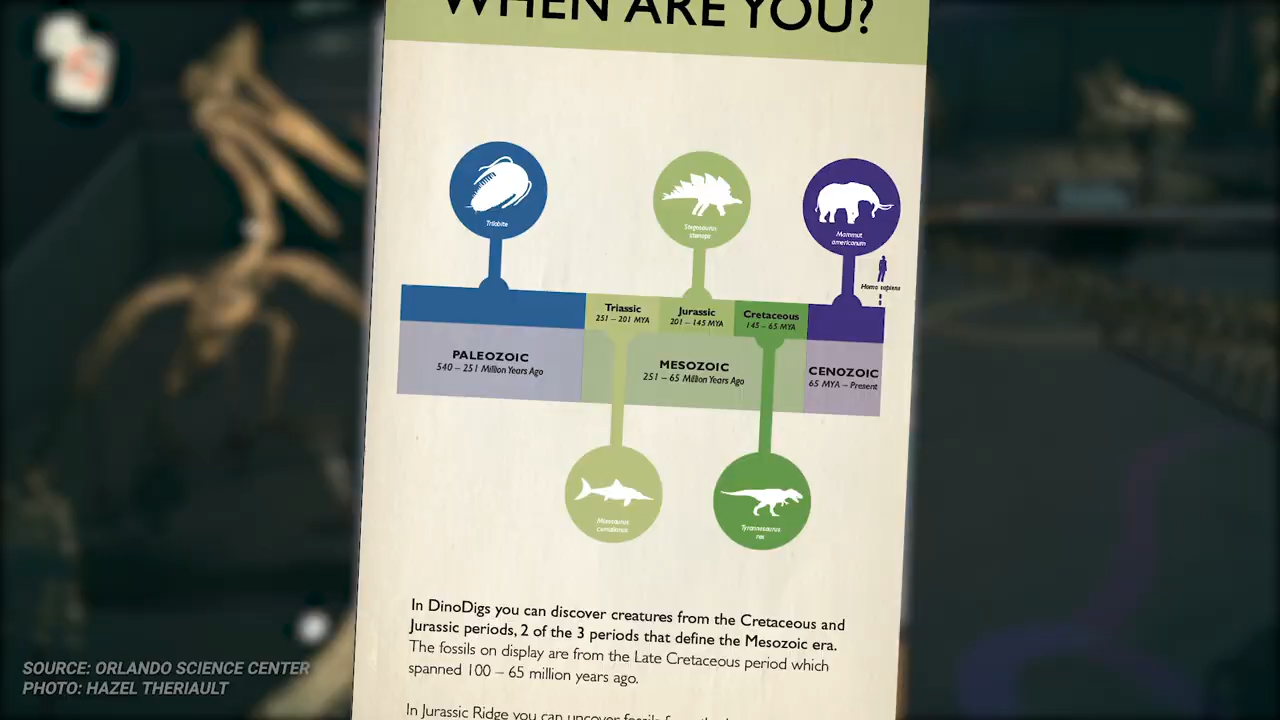 WHEN ARE YOU?
Trilobite
Stegosaurus
stenops
Mammut
americanum
Homo sapiens
Triassic
251 – 201 MYA
Jurassic
201 – 145 MYA
Cretaceous
145 – 65 MYA
PALEOZOIC
540 – 251 Million Years Ago
MESOZOIC
251 – 65 Million Years Ago
CENOZOIC
65 MYA – Present
Mixosaurus
cornalianus
Tyrannosaurus
rex
In DinoDigs you can discover creatures from the Cretaceous and
Jurassic periods, 2 of the 3 periods that define the Mesozoic era.
The fossils on display are from the Late Cretaceous period which
spanned 100 – 65 million years ago.
In Jurassic Ridge you can uncover fossils from
SOURCE: ORLANDO SCIENCE CENTER
PHOTO: HAZEL THERIAULT